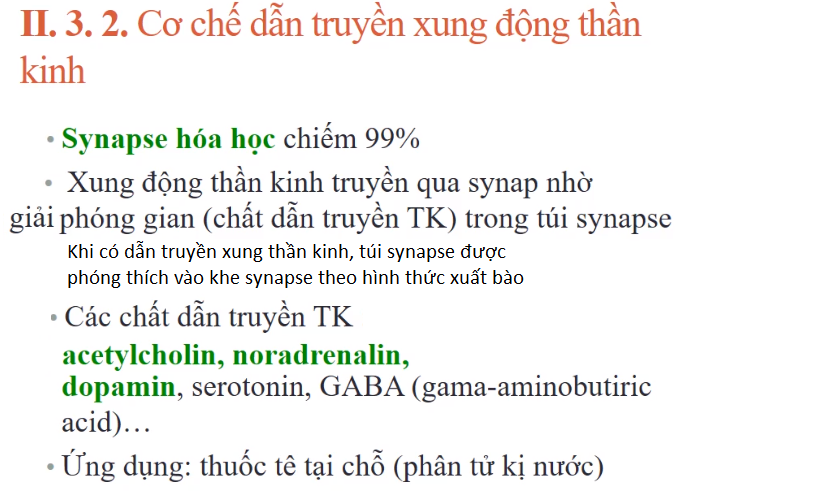 II. 3. 2. Cơ chế dẫn truyền xung động thần
kinh
• Synapse hóa học chiếm 99%
• Xung động thần kinh truyền qua synap nhờ
giải phóng gian (chất dẫn truyền TK) trong túi synapse
Khi có dẫn truyền xung thần kinh, túi synapse được
phóng thích vào khe synapse theo hình thức xuất bào
• Các chất dẫn truyền TK
acetylcholin, noradrenalin,
dopamin, serotonin, GABA (gama-aminobutiric
acid)…
• Ứng dụng: thuốc tê tại chỗ (phân tử kị nước)